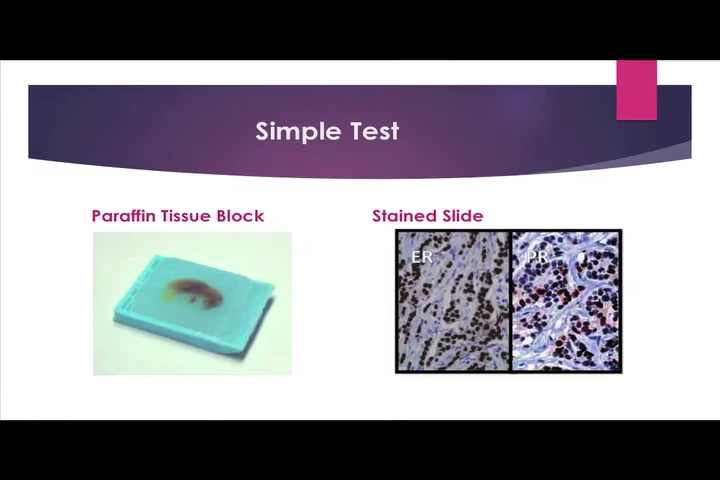 Simple Test
Paraffin Tissue Block
Stained Slide
ER
PR